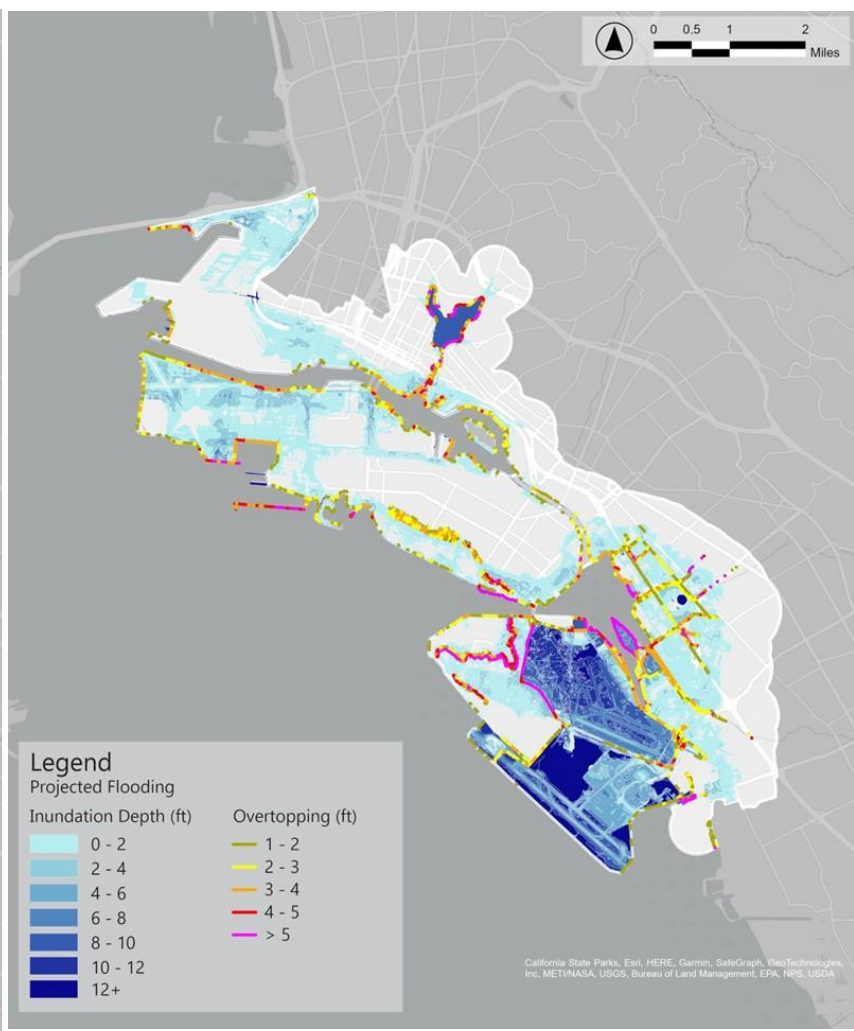 0 0.5 1 2
Miles
Legend
Projected Flooding
Inundation Depth (ft)
0 - 2
2 - 4
4 - 6
6 - 8
8 - 10
10 - 12
12+
Overtopping (ft)
1 - 2
2 - 3
3 - 4
4 - 5
> 5
California State Parks, Esri, HERE, Garmin, SafeGraph, GeoTechnologies,
Inc, METI/NASA, USGS, Bureau of Land Management, EPA, NPS, USDA